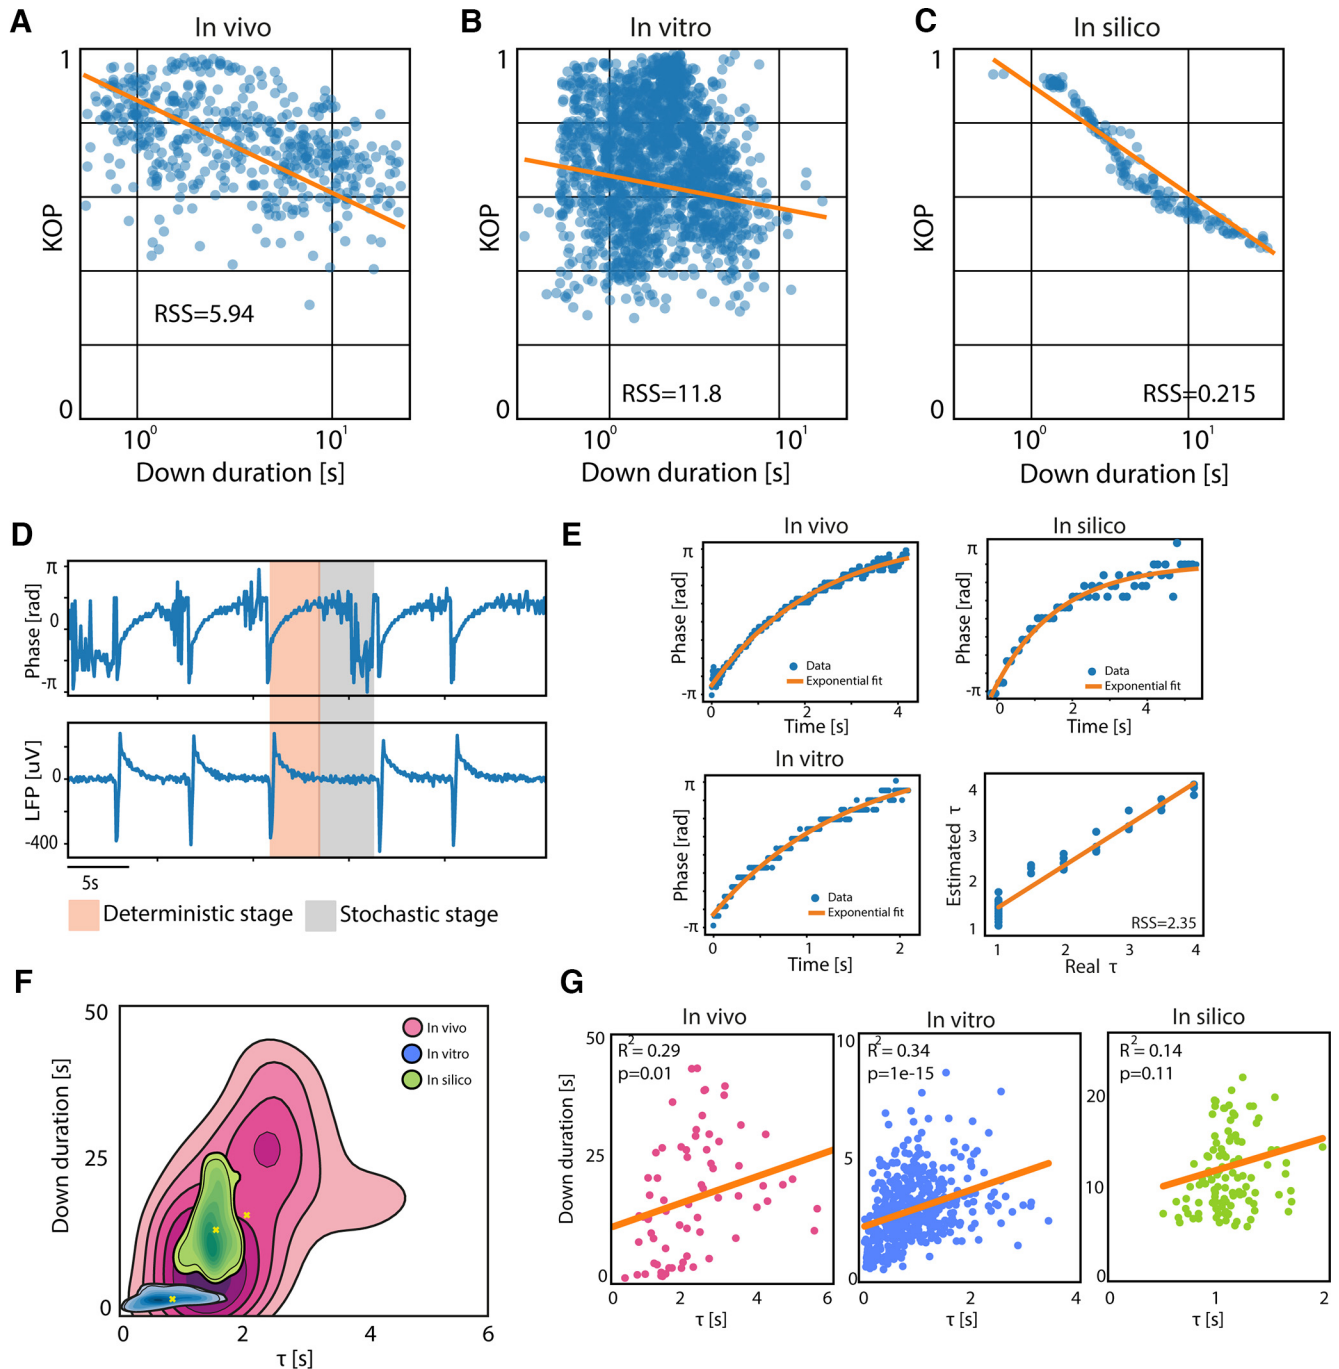 A
In vivo
1
KOP
RSS=5.94
0
10⁰
10¹
Down duration [s]
B
In vitro
1
KOP
RSS=11.8
0
10⁰
10¹
Down duration [s]
C
In silico
1
KOP
RSS=0.215
0
10⁰
10¹
Down duration [s]
D
π
0
-π
Phase [rad]
LFP [uV]
0
-400
5s
Deterministic stage
Stochastic stage
E
In vivo
π
-π
Phase [rad]
Data
Exponential fit
0
2
4
Time [s]
In silico
π
-π
Phase [rad]
Data
Exponential fit
0
2
4
Time [s]
In vitro
π
-π
Phase [rad]
Data
Exponential fit
0
1
2
Time [s]
4
3
2
1
Estimated τ
RSS=2.35
1
2
3
4
Real τ
F
50
25
0
Down duration [s]
In vivo
In vitro
In silico
0
2
4
6
τ [s]
G
In vivo
50
25
0
Down duration [s]
R²= 0.29
p=0.01
0
2
4
6
τ [s]
In vitro
10
5
0
R²= 0.34
p=1e-15
0
2
4
τ [s]
In silico
20
10
0
R²= 0.14
p=0.11
0
1
2
τ [s]